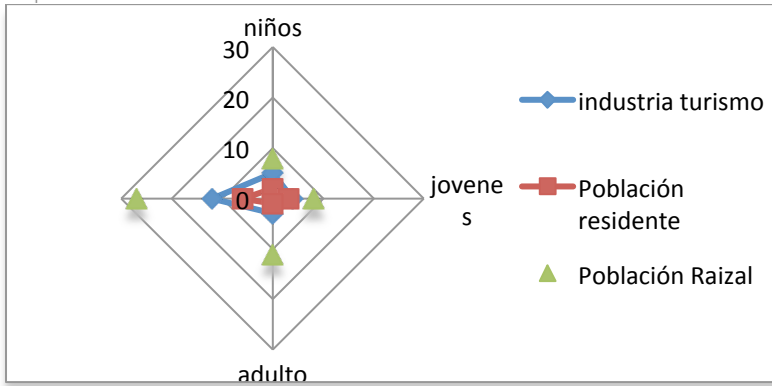 niños
30
20
10
0
jovene
s
adulto
industria turismo
Población
residente
Población Raizal